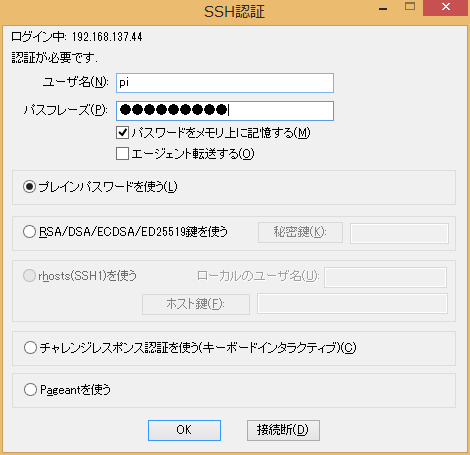 SSH認証
ログイン中: 192.168.137.44
認証が必要です.
ユーザ名(N): pi
パスフレーズ(P): ●●●●●●●●●
パスワードをメモリ上に記憶する(M)
エージェント転送する(O)
プレインパスワードを使う(L)
RSA/DSA/ECDSA/ED25519鍵を使う 秘密鍵(K):
rhosts(SSH1)を使う ローカルのユーザ名(U):
ホスト鍵(F):
チャレンジレスポンス認証を使う(キーボードインタラクティブ)(C)
Pageantを使う
OK 接続断(D)